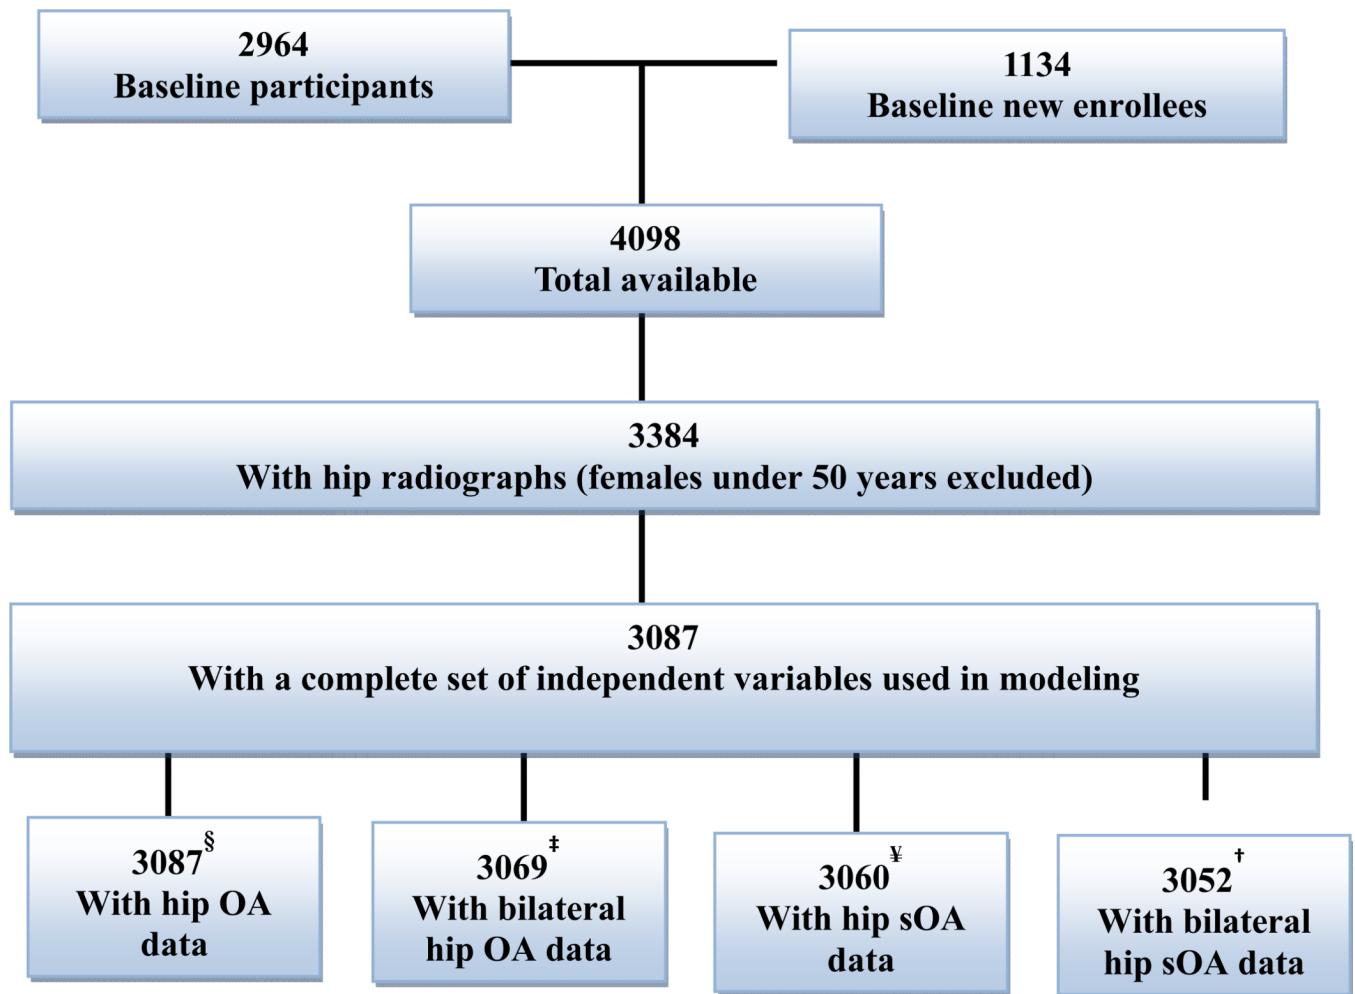 2964
Baseline participants
1134
Baseline new enrollees
4098
Total available
3384
With hip radiographs (females under 50 years excluded)
3087
With a complete set of independent variables used in modeling
3087§
With hip OA
data
3069‡
With bilateral
hip OA data
3060¥
With hip sOA
data
3052†
With bilateral
hip sOA data